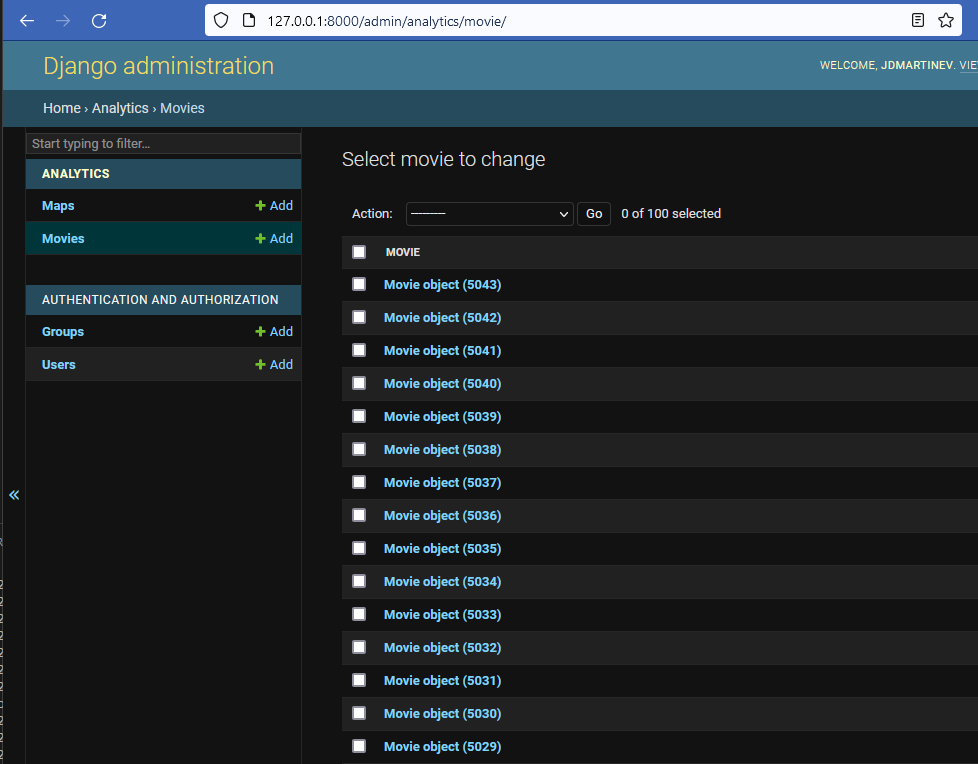 127.0.0.1:8000/admin/analytics/movie/
Django administration
WELCOME, JDMARTINEV. VIE
Home › Analytics › Movies
Start typing to filter...
ANALYTICS
Maps + Add
Movies + Add
AUTHENTICATION AND AUTHORIZATION
Groups + Add
Users + Add
«
Select movie to change
Action: --------- Go 0 of 100 selected
MOVIE
Movie object (5043)
Movie object (5042)
Movie object (5041)
Movie object (5040)
Movie object (5039)
Movie object (5038)
Movie object (5037)
Movie object (5036)
Movie object (5035)
Movie object (5034)
Movie object (5033)
Movie object (5032)
Movie object (5031)
Movie object (5030)
Movie object (5029)